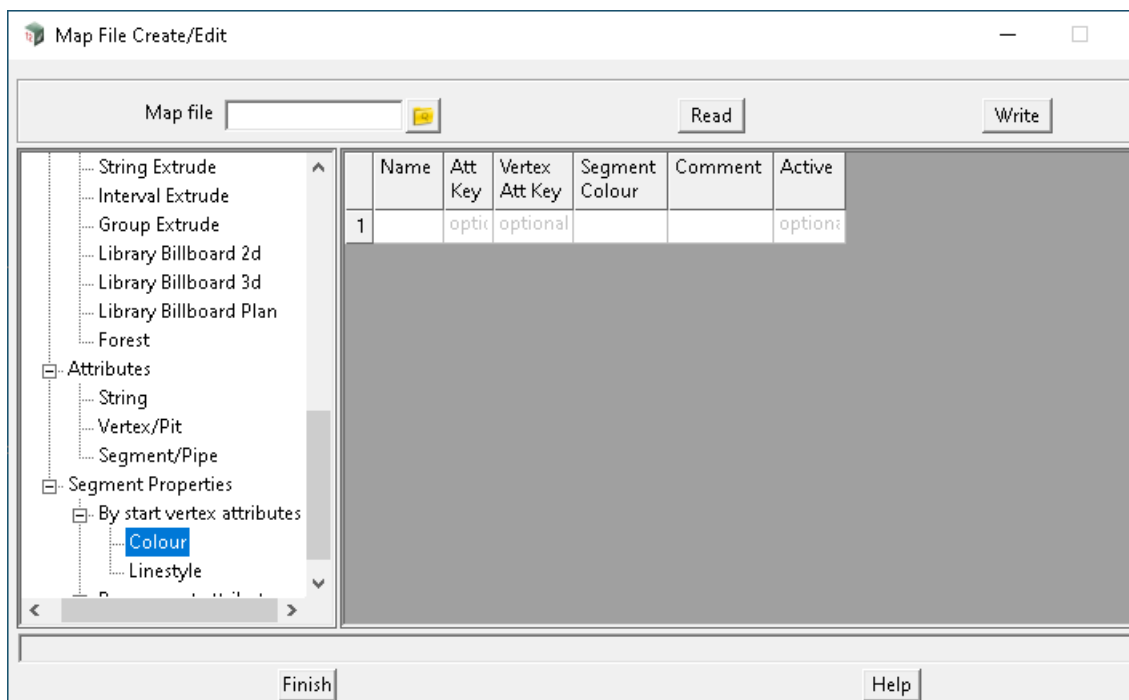 Map File Create/Edit
Map file
Read
Write
String Extrude
Interval Extrude
Group Extrude
Library Billboard 2d
Library Billboard 3d
Library Billboard Plan
Forest
Attributes
String
Vertex/Pit
Segment/Pipe
Segment Properties
By start vertex attributes
Colour
Linestyle
Name Att Key Vertex Att Key Segment Colour Comment Active
1 optional
Finish
Help